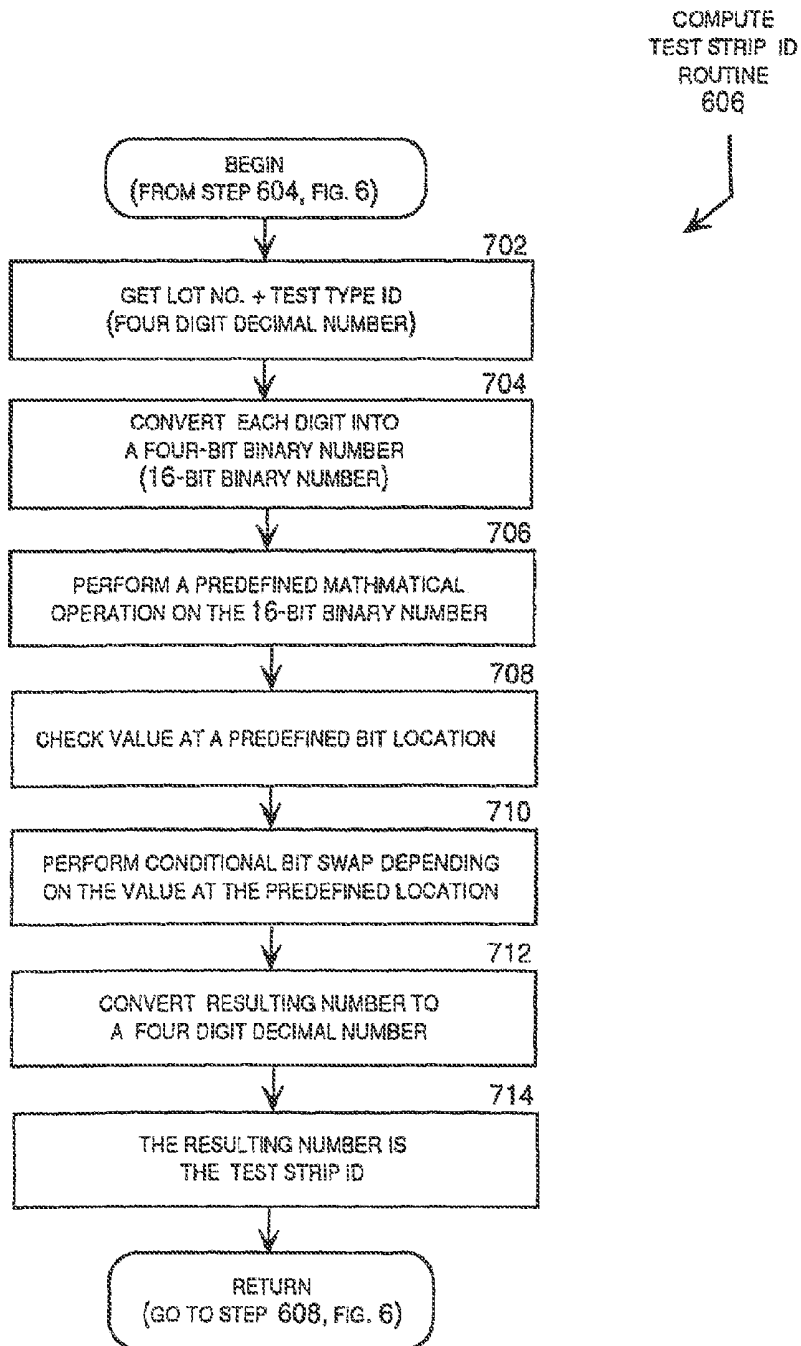 COMPUTE
TEST STRIP ID
ROUTINE
606
BEGIN
(FROM STEP 604, FIG. 6)
702
GET LOT NO. + TEST TYPE ID
(FOUR DIGIT DECIMAL NUMBER)
704
CONVERT EACH DIGIT INTO
A FOUR-BIT BINARY NUMBER
(16-BIT BINARY NUMBER)
706
PERFORM A PREDEFINED MATHMATICAL
OPERATION ON THE 16-BIT BINARY NUMBER
708
CHECK VALUE AT A PREDEFINED BIT LOCATION
710
PERFORM CONDITIONAL BIT SWAP DEPENDING
ON THE VALUE AT THE PREDEFINED LOCATION
712
CONVERT RESULTING NUMBER TO
A FOUR DIGIT DECIMAL NUMBER
714
THE RESULTING NUMBER IS
THE TEST STRIP ID
RETURN
(GO TO STEP 608, FIG. 6)